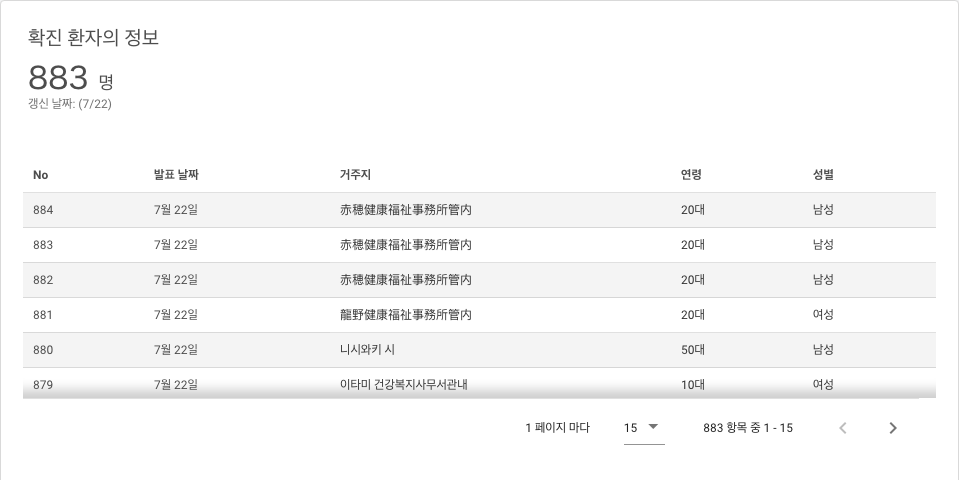 확진 환자의 정보
883 명
갱신 날짜: (7/22)
No 발표 날짜 거주지 연령 성별
884 7월 22일 赤穂健康福祉事務所管内 20대 남성
883 7월 22일 赤穂健康福祉事務所管内 20대 남성
882 7월 22일 赤穂健康福祉事務所管内 20대 남성
881 7월 22일 龍野健康福祉事務所管内 20대 여성
880 7월 22일 니시와키 시 50대 남성
879 7월 22일 이타미 건강복지사무서관내 10대 여성
1 페이지 마다 15 883 항목 중 1 - 15